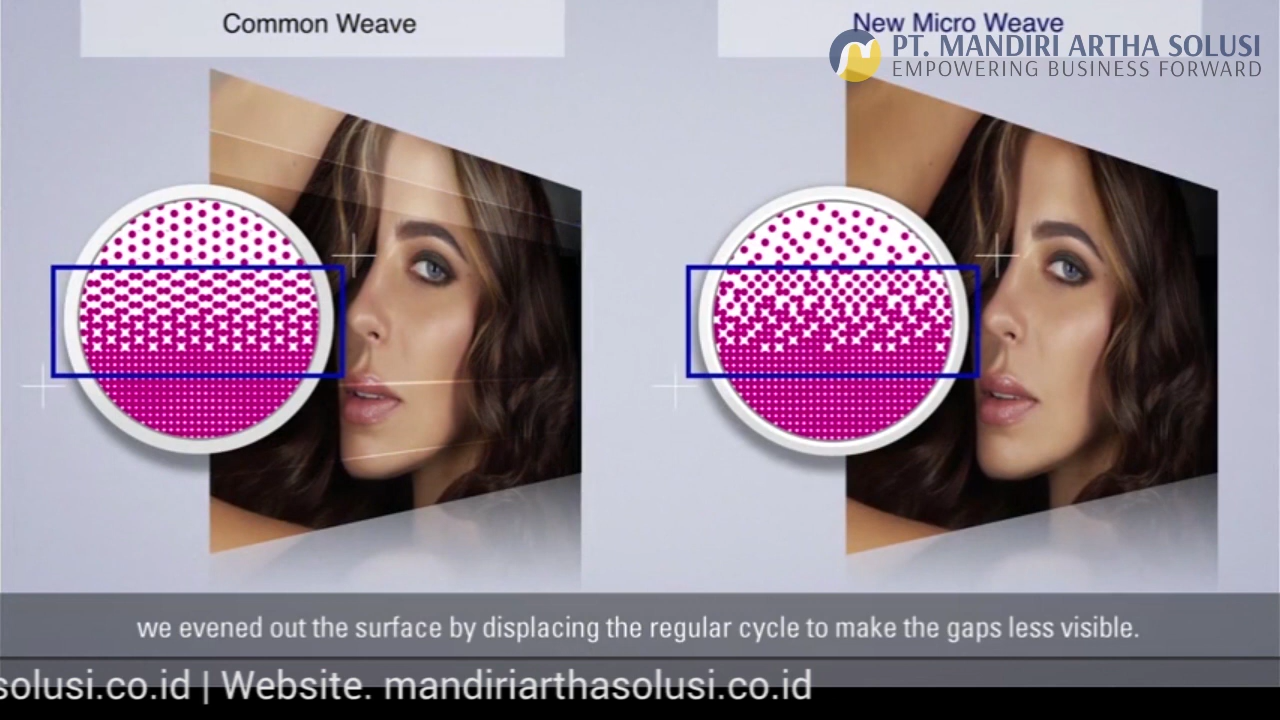 Common Weave
New Micro Weave
PT. MANDIRI ARTHA SOLUSI
EMPOWERING BUSINESS FORWARD
we evened out the surface by displacing the regular cycle to make the gaps less visible.
solusi.co.id | Website. mandiriarthasolusi.co.id